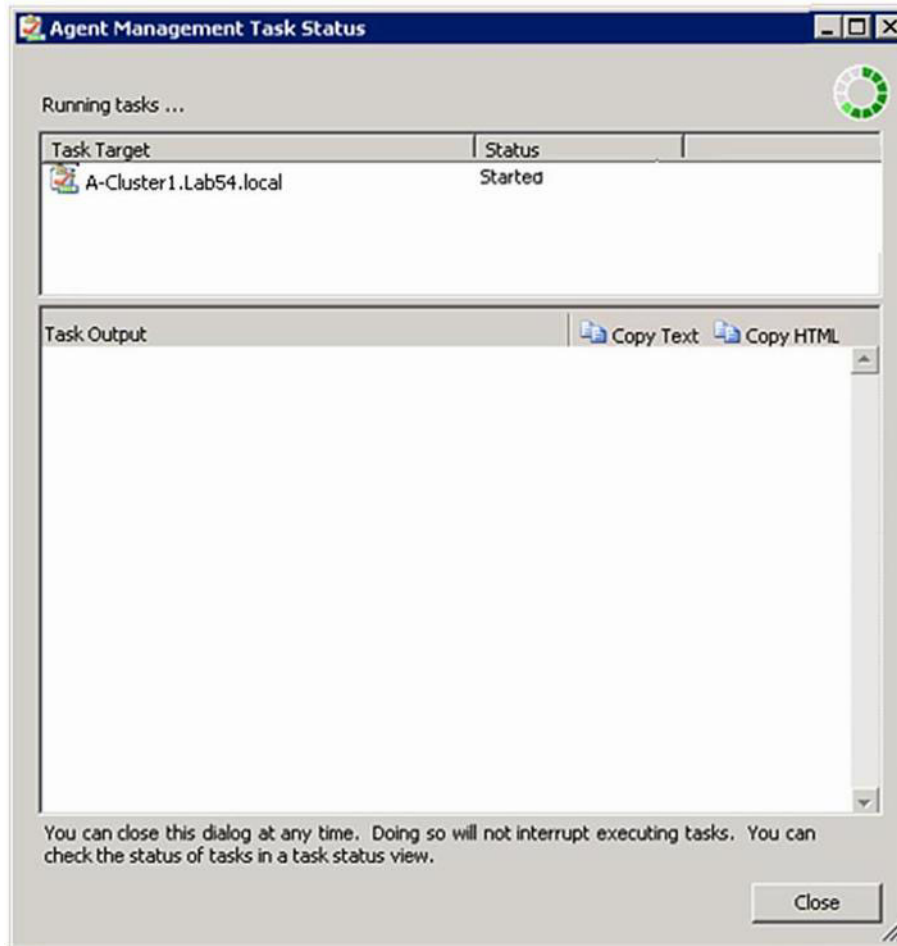 Agent Management Task Status
Running tasks ...
Task Target Status
A-Cluster1.Lab54.local Started
Task Output Copy Text Copy HTML
You can close this dialog at any time. Doing so will not interrupt executing tasks. You can
check the status of tasks in a task status view.
Close